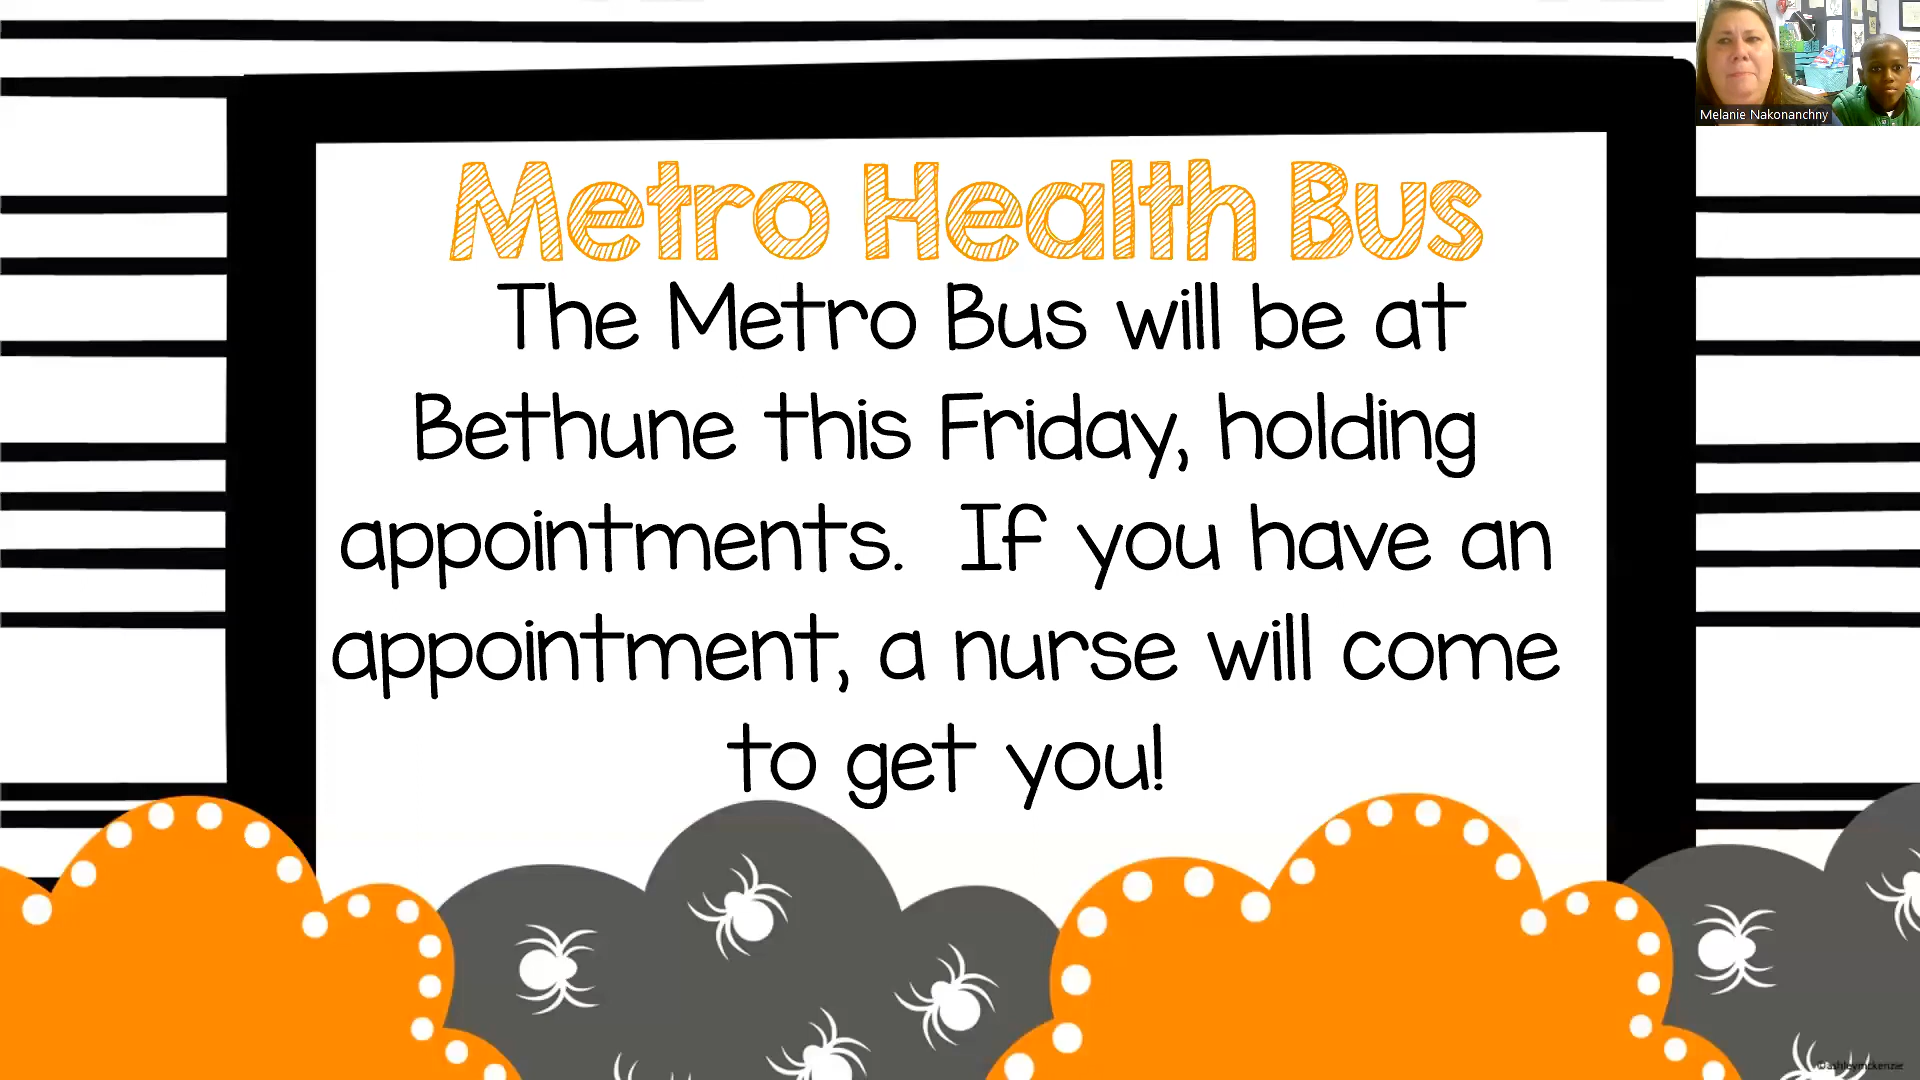 Melanie Nakonanchny
Metro Health Bus
The Metro Bus will be at
Bethune this Friday, holding
appointments. If you have an
appointment, a nurse will come
to get you!
©ashleymckenzie